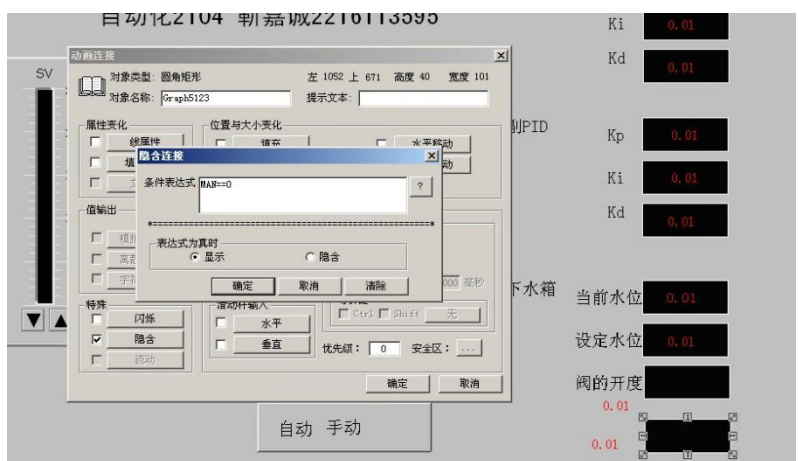 自动化2104 靳嘉诚2216113595
Ki 0.01
动画连接
SV
对象类型: 圆角矩形 左 1052 上 671 高度 40 宽度 101
Kd 0.01
对象名称: Graph5123 提示文本:
属性变化 位置与大小变化
副PID
线属性 填充 水平移动
Kp 0.01
隐含连接
条件表达式 MAN==0 ?
Ki 0.01
值输出
Kd 0.01
表达式为真时
显示 隐含
确定 取消 清除
000 毫秒
下水箱
当前水位 0.01
特殊 滑动杆输入
闪烁 水平 Ctrl Shift 无
隐含 垂直 优先级: 0 安全区: ...
设定水位 0.01
流动
确定 取消
阀的开度
0.01
自动 手动
0.01